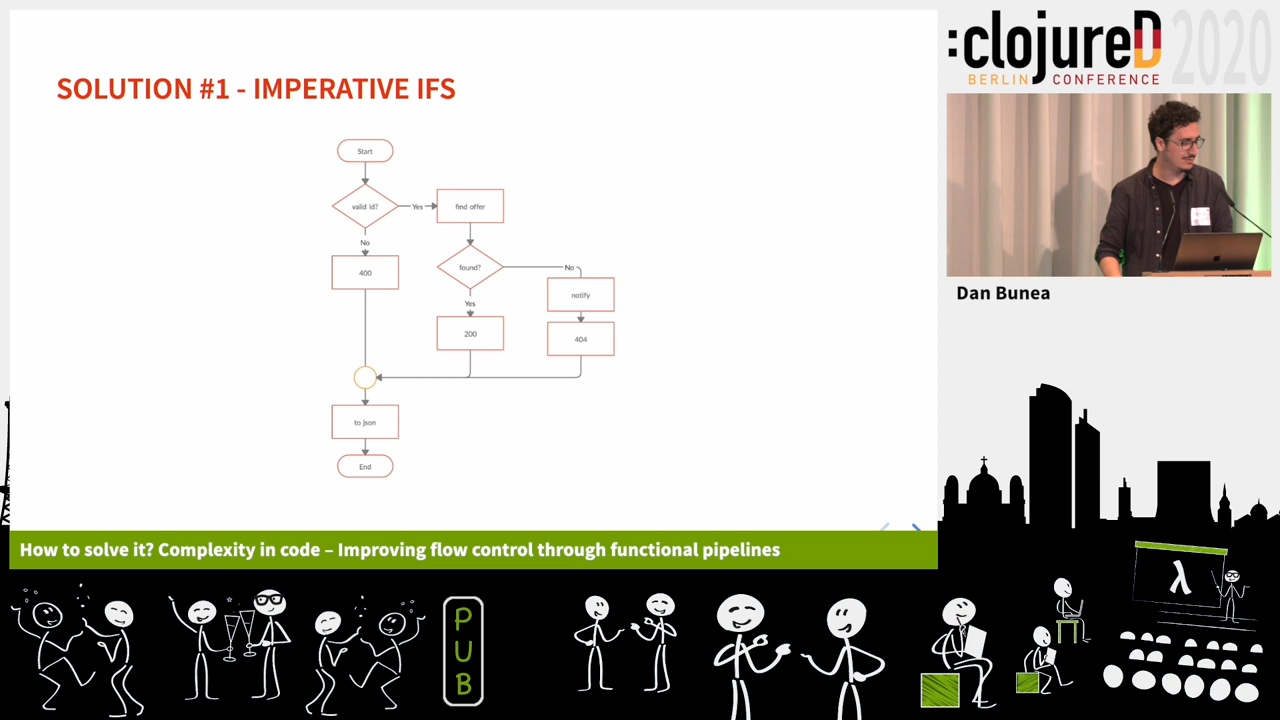 SOLUTION #1 - IMPERATIVE IFS
Start
valid id?
Yes
find offer
No
400
found?
No
notify
Yes
200
404
to json
End
:clojureD 2020
BERLIN CONFERENCE
Dan Bunea
How to solve it? Complexity in code – Improving flow control through functional pipelines
PUB
λ